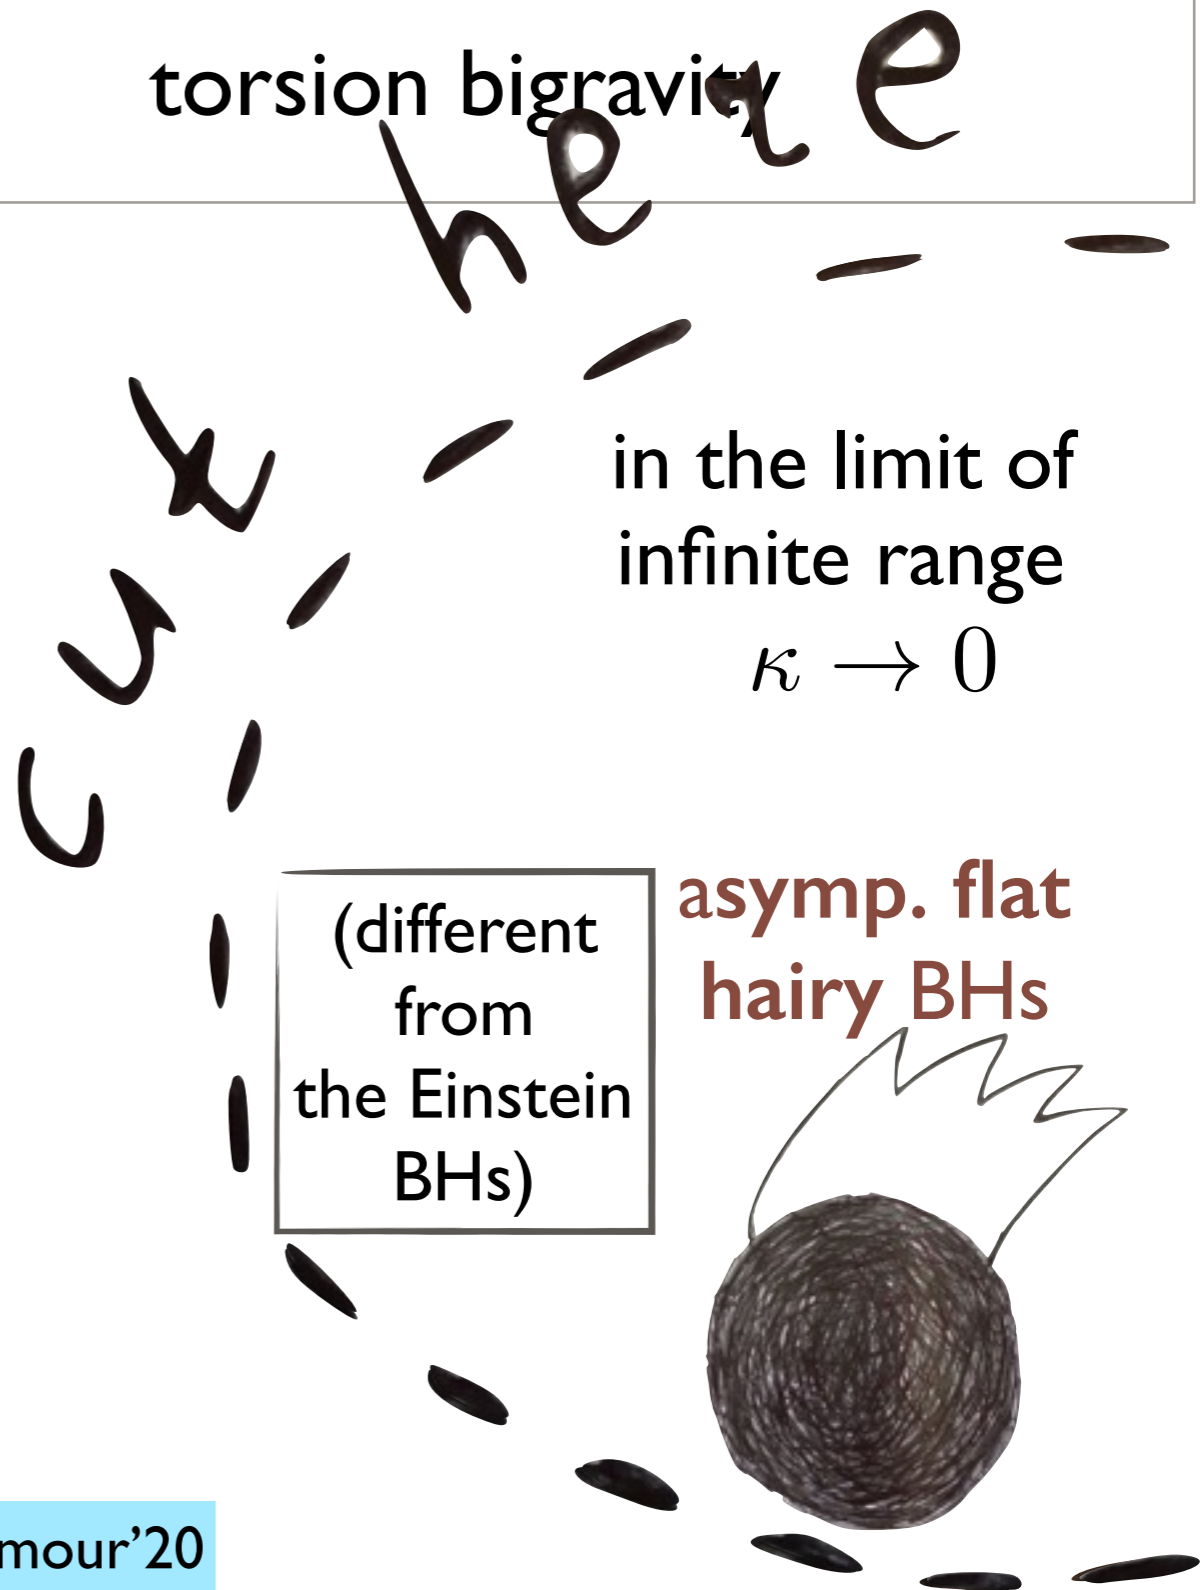 torsion bigravity
cut here
in the limit of
infinite range
κ → 0
(different
from
the Einstein
BHs)
asymp. flat
hairy BHs
mour’20